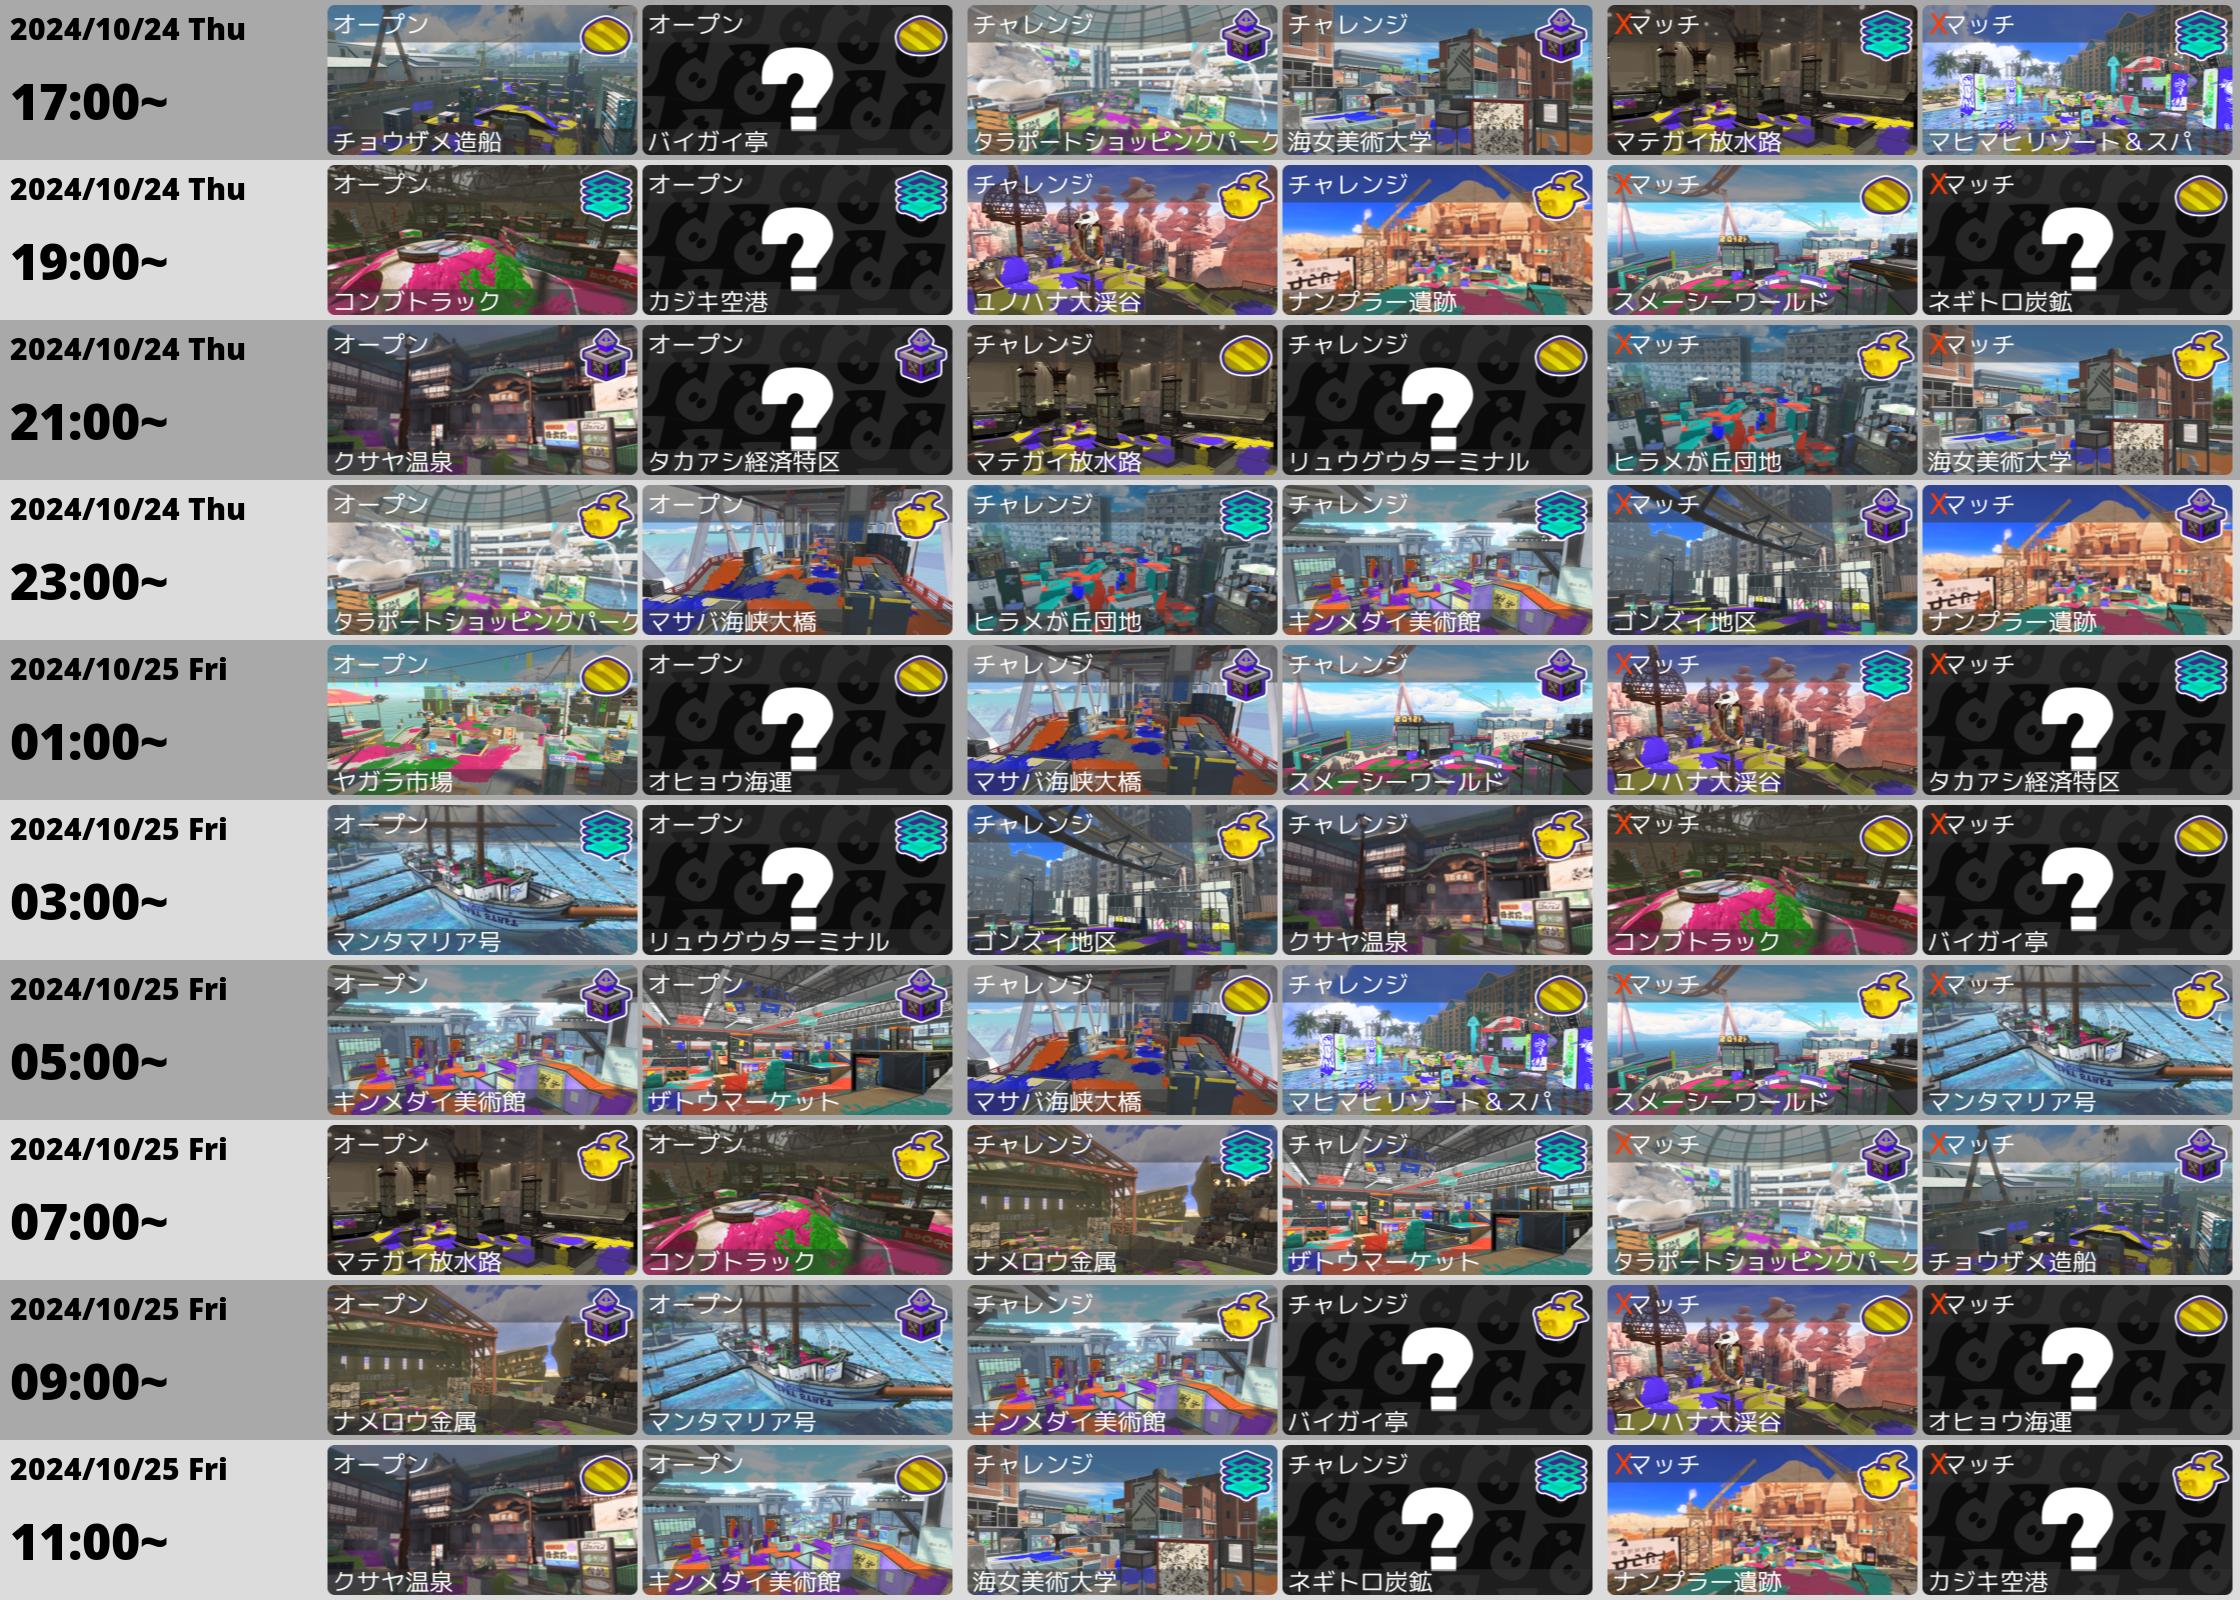 2024/10/24 Thu
17:00~
オープン
チョウザメ造船
オープン
バイガイ亭
チャレンジ
タラポートショッピングパーク
チャレンジ
海女美術大学
Xマッチ
マテガイ放水路
Xマッチ
マヒマヒリゾート＆スパ
2024/10/24 Thu
19:00~
オープン
コンブトラック
オープン
カジキ空港
チャレンジ
ユノハナ大渓谷
チャレンジ
ナンプラー遺跡
Xマッチ
スメーシーワールド
Xマッチ
ネギトロ炭鉱
2024/10/24 Thu
21:00~
オープン
クサヤ温泉
オープン
タカアシ経済特区
チャレンジ
マテガイ放水路
チャレンジ
リュウグウターミナル
Xマッチ
ヒラメが丘団地
Xマッチ
海女美術大学
2024/10/24 Thu
23:00~
オープン
タラポートショッピングパーク
オープン
マサバ海峡大橋
チャレンジ
ヒラメが丘団地
チャレンジ
キンメダイ美術館
Xマッチ
ゴンズイ地区
Xマッチ
ナンプラー遺跡
2024/10/25 Fri
01:00~
オープン
ヤガラ市場
オープン
オヒョウ海運
チャレンジ
マサバ海峡大橋
チャレンジ
スメーシーワールド
Xマッチ
ユノハナ大渓谷
Xマッチ
タカアシ経済特区
2024/10/25 Fri
03:00~
オープン
マンタマリア号
オープン
リュウグウターミナル
チャレンジ
ゴンズイ地区
チャレンジ
クサヤ温泉
Xマッチ
コンブトラック
Xマッチ
バイガイ亭
2024/10/25 Fri
05:00~
オープン
キンメダイ美術館
オープン
ザトウマーケット
チャレンジ
マサバ海峡大橋
チャレンジ
マヒマヒリゾート＆スパ
Xマッチ
スメーシーワールド
Xマッチ
マンタマリア号
2024/10/25 Fri
07:00~
オープン
マテガイ放水路
オープン
コンブトラック
チャレンジ
ナメロウ金属
チャレンジ
ザトウマーケット
Xマッチ
タラポートショッピングパーク
Xマッチ
チョウザメ造船
2024/10/25 Fri
09:00~
オープン
ナメロウ金属
オープン
マンタマリア号
チャレンジ
キンメダイ美術館
チャレンジ
バイガイ亭
Xマッチ
ユノハナ大渓谷
Xマッチ
オヒョウ海運
2024/10/25 Fri
11:00~
オープン
クサヤ温泉
オープン
キンメダイ美術館
チャレンジ
海女美術大学
チャレンジ
ネギトロ炭鉱
Xマッチ
ナンプラー遺跡
Xマッチ
カジキ空港